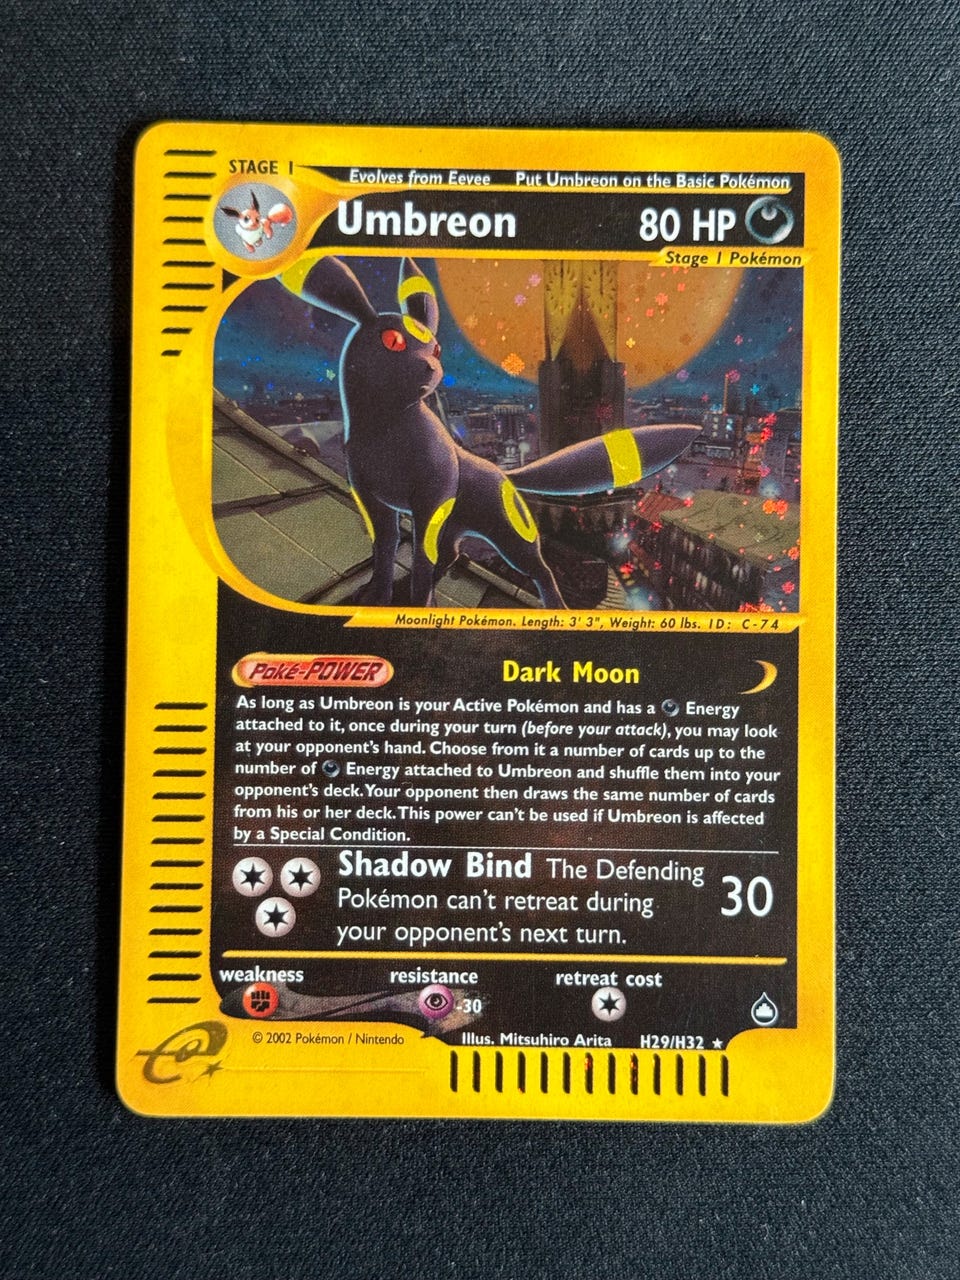 STAGE 1
Evolves from Eevee Put Umbreon on the Basic Pokémon
Umbreon 80 HP
Stage 1 Pokémon
Moonlight Pokémon. Length: 3' 3", Weight: 60 lbs. ID: C-74
Poké-POWER Dark Moon
As long as Umbreon is your Active Pokémon and has a Energy
attached to it, once during your turn (before your attack), you may look
at your opponent's hand. Choose from it a number of cards up to the
number of Energy attached to Umbreon and shuffle them into your
opponent's deck. Your opponent then draws the same number of cards
from his or her deck. This power can't be used if Umbreon is affected
by a Special Condition.
Shadow Bind The Defending
Pokémon can't retreat during
your opponent's next turn.
30
weakness resistance retreat cost
-30
© 2002 Pokémon / Nintendo Illus. Mitsuhiro Arita H29/H32 ★
e